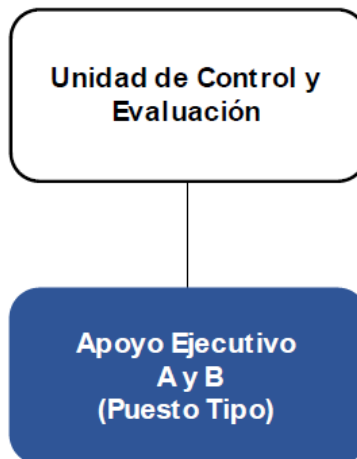 Unidad de Control y
Evaluación
Apoyo Ejecutivo
A y B
(Puesto Tipo)